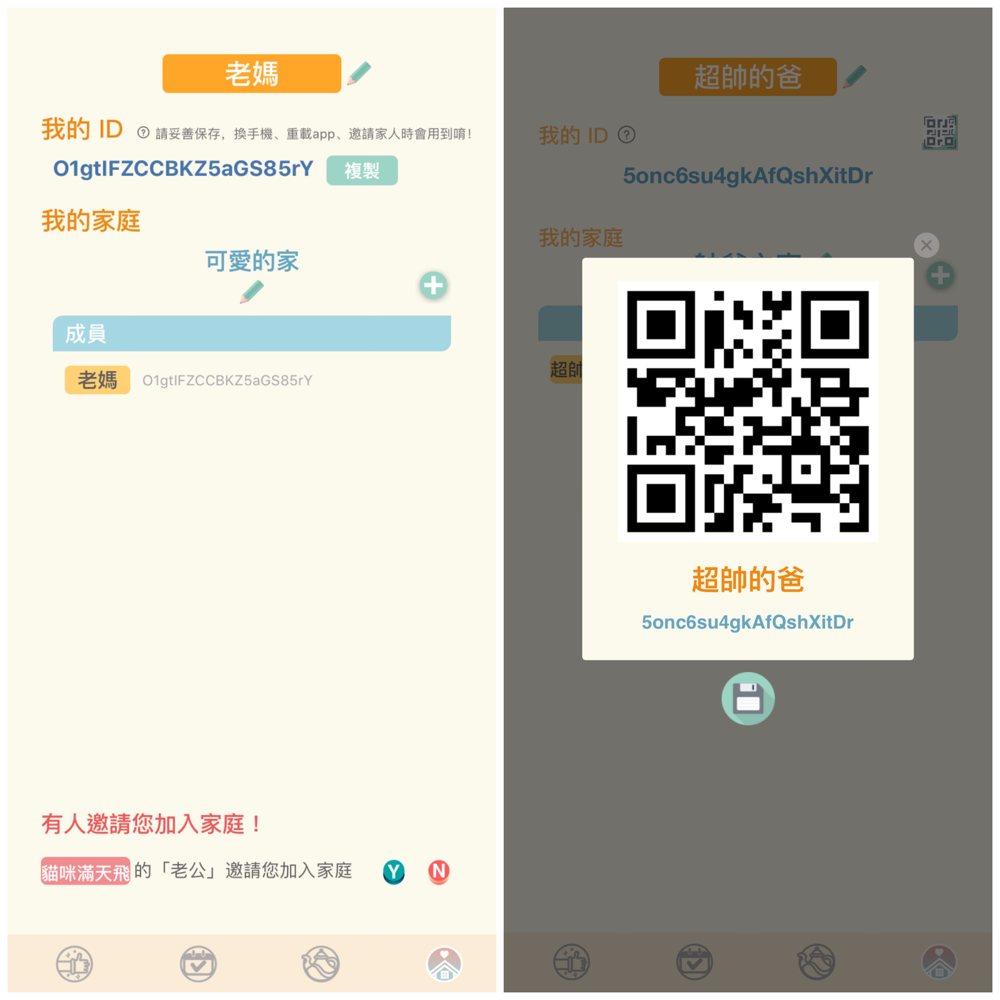 老媽
我的 ID ? 請妥善保存，換手機、重載app、邀請家人時會用到唷!
O1gtIFZCCBKZ5aGS85rY 複製
我的家庭
可愛的家
成員
老媽 O1gtIFZCCBKZ5aGS85rY
有人邀請您加入家庭！
貓咪滿天飛 的「老公」邀請您加入家庭 Y N
超帥的爸
我的 ID ?
5onc6su4gkAfQshXitDr
我的家庭
超帥
超帥的爸
5onc6su4gkAfQshXitDr